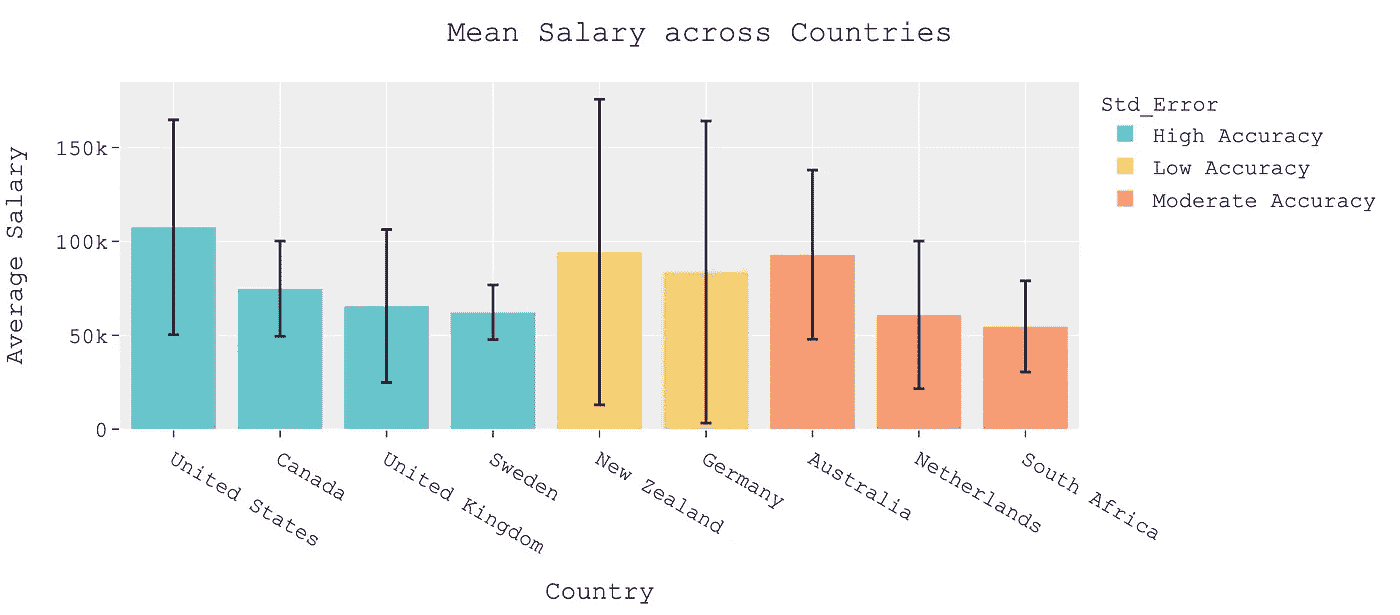 Mean Salary across Countries
Average Salary
150k
100k
50k
0
United States
Canada
United Kingdom
Sweden
New Zealand
Germany
Australia
Netherlands
South Africa
Country
Std_Error
High Accuracy
Low Accuracy
Moderate Accuracy